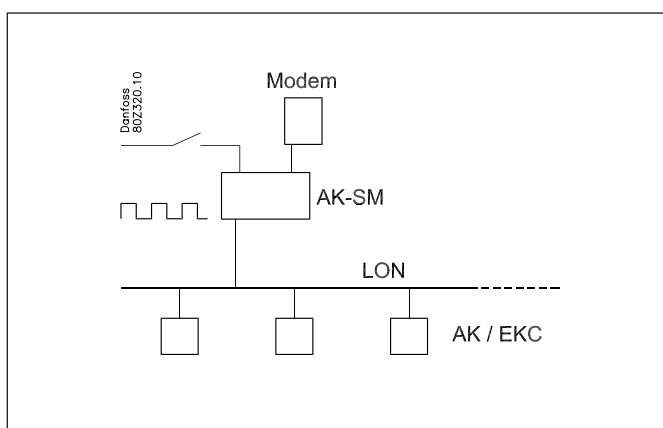 Danfoss
80Z320.10
Modem
AK-SM
LON
AK / EKC